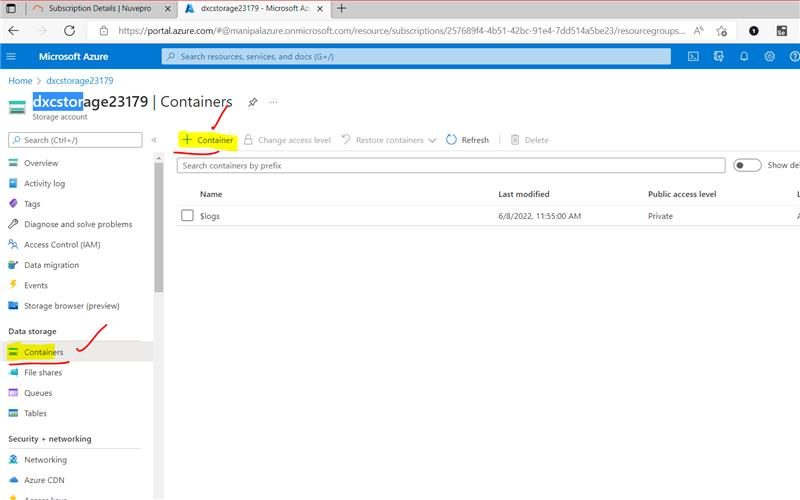 Subscription Details | Nuvepro
dxcstorage23179 - Microsoft Azu
https://portal.azure.com/#@manipalazure.onmicrosoft.com/resource/subscriptions/257689f4-4b51-42bc-91e4-7dd514a5be23/resourcegroups...
Microsoft Azure
Search resources, services, and docs (G+/)
Home > dxcstorage23179
dxcstorage23179 | Containers
Storage account
Search (Ctrl+/)
+ Container
Change access level
Restore containers
Refresh
Delete
Search containers by prefix
Show del
Name
Last modified
Public access level
L
$logs
6/8/2022, 11:55:00 AM
Private
A
Overview
Activity log
Tags
Diagnose and solve problems
Access Control (IAM)
Data migration
Events
Storage browser (preview)
Data storage
Containers
File shares
Queues
Tables
Security + networking
Networking
Azure CDN